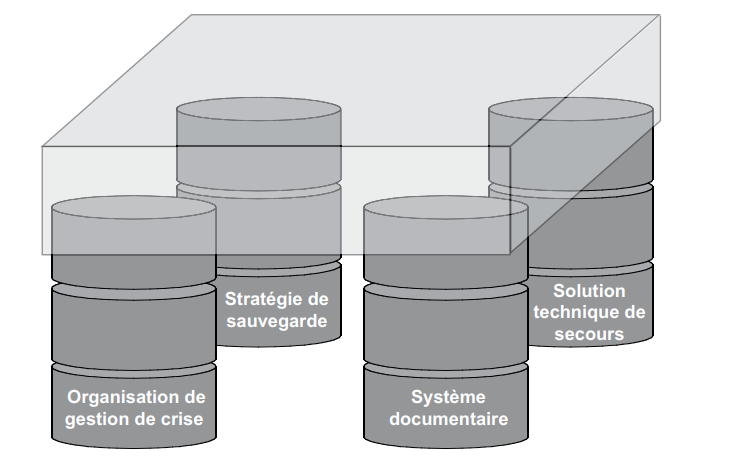 Stratégie de
sauvegarde
Solution
technique de
secours
Organisation de
gestion de crise
Système
documentaire